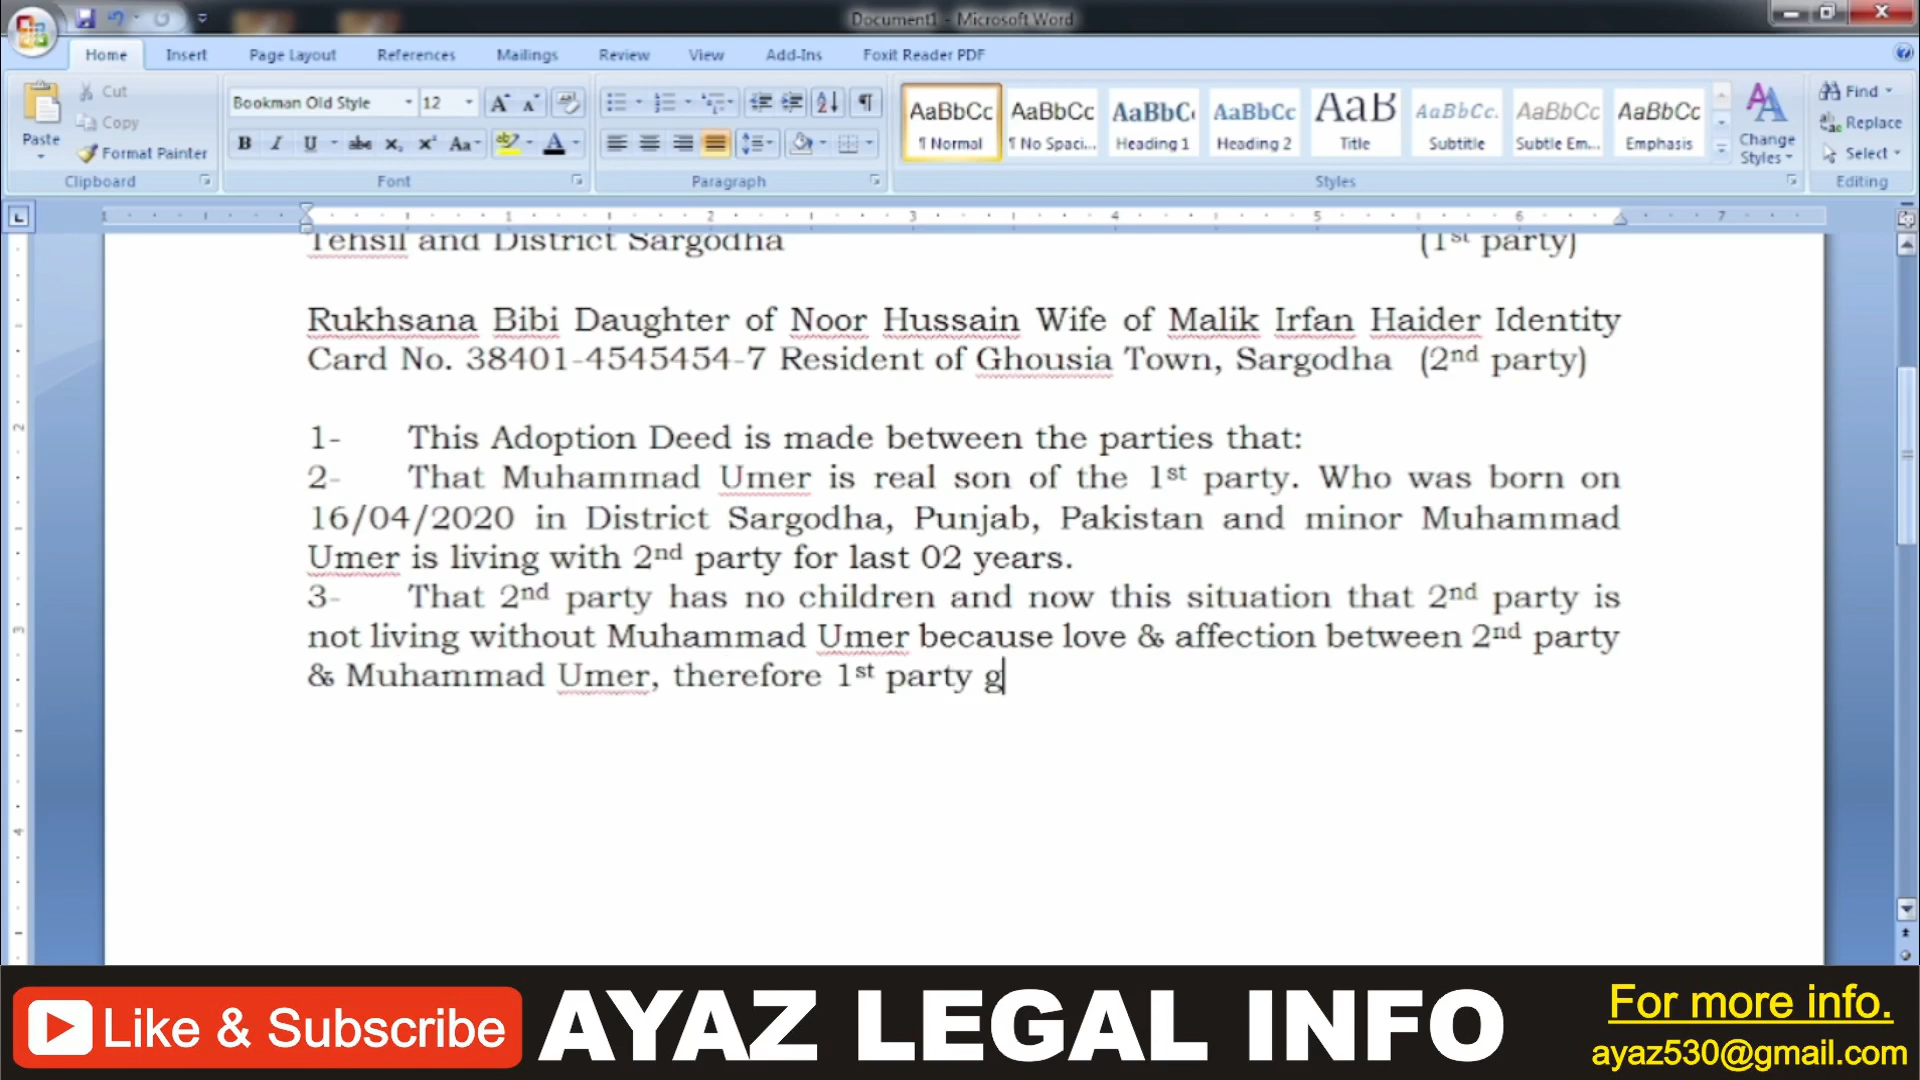 Document1 - Microsoft Word
Home Insert Page Layout References Mailings Review View Add-Ins Foxit Reader PDF
Paste
Cut
Copy
Format Painter
Clipboard
Bookman Old Style 12
Font
Paragraph
AaBbCc AaBbCc AaBbC AaBbCc AaB AaBbCc. AaBbCc AaBbCc
¶ Normal ¶ No Spaci... Heading 1 Heading 2 Title Subtitle Subtle Em... Emphasis
Change Styles
Styles
Find
Replace
Select
Editing
1 1 2 3 4 5 6 7
Tehsil and District Sargodha (1st party)
Rukhsana Bibi Daughter of Noor Hussain Wife of Malik Irfan Haider Identity
Card No. 38401-4545454-7 Resident of Ghousia Town, Sargodha (2nd party)
1- This Adoption Deed is made between the parties that:
2- That Muhammad Umer is real son of the 1st party. Who was born on
16/04/2020 in District Sargodha, Punjab, Pakistan and minor Muhammad
Umer is living with 2nd party for last 02 years.
3- That 2nd party has no children and now this situation that 2nd party is
not living without Muhammad Umer because love & affection between 2nd party
& Muhammad Umer, therefore 1st party g
Like & Subscribe
AYAZ LEGAL INFO
For more info.
ayaz530@gmail.com